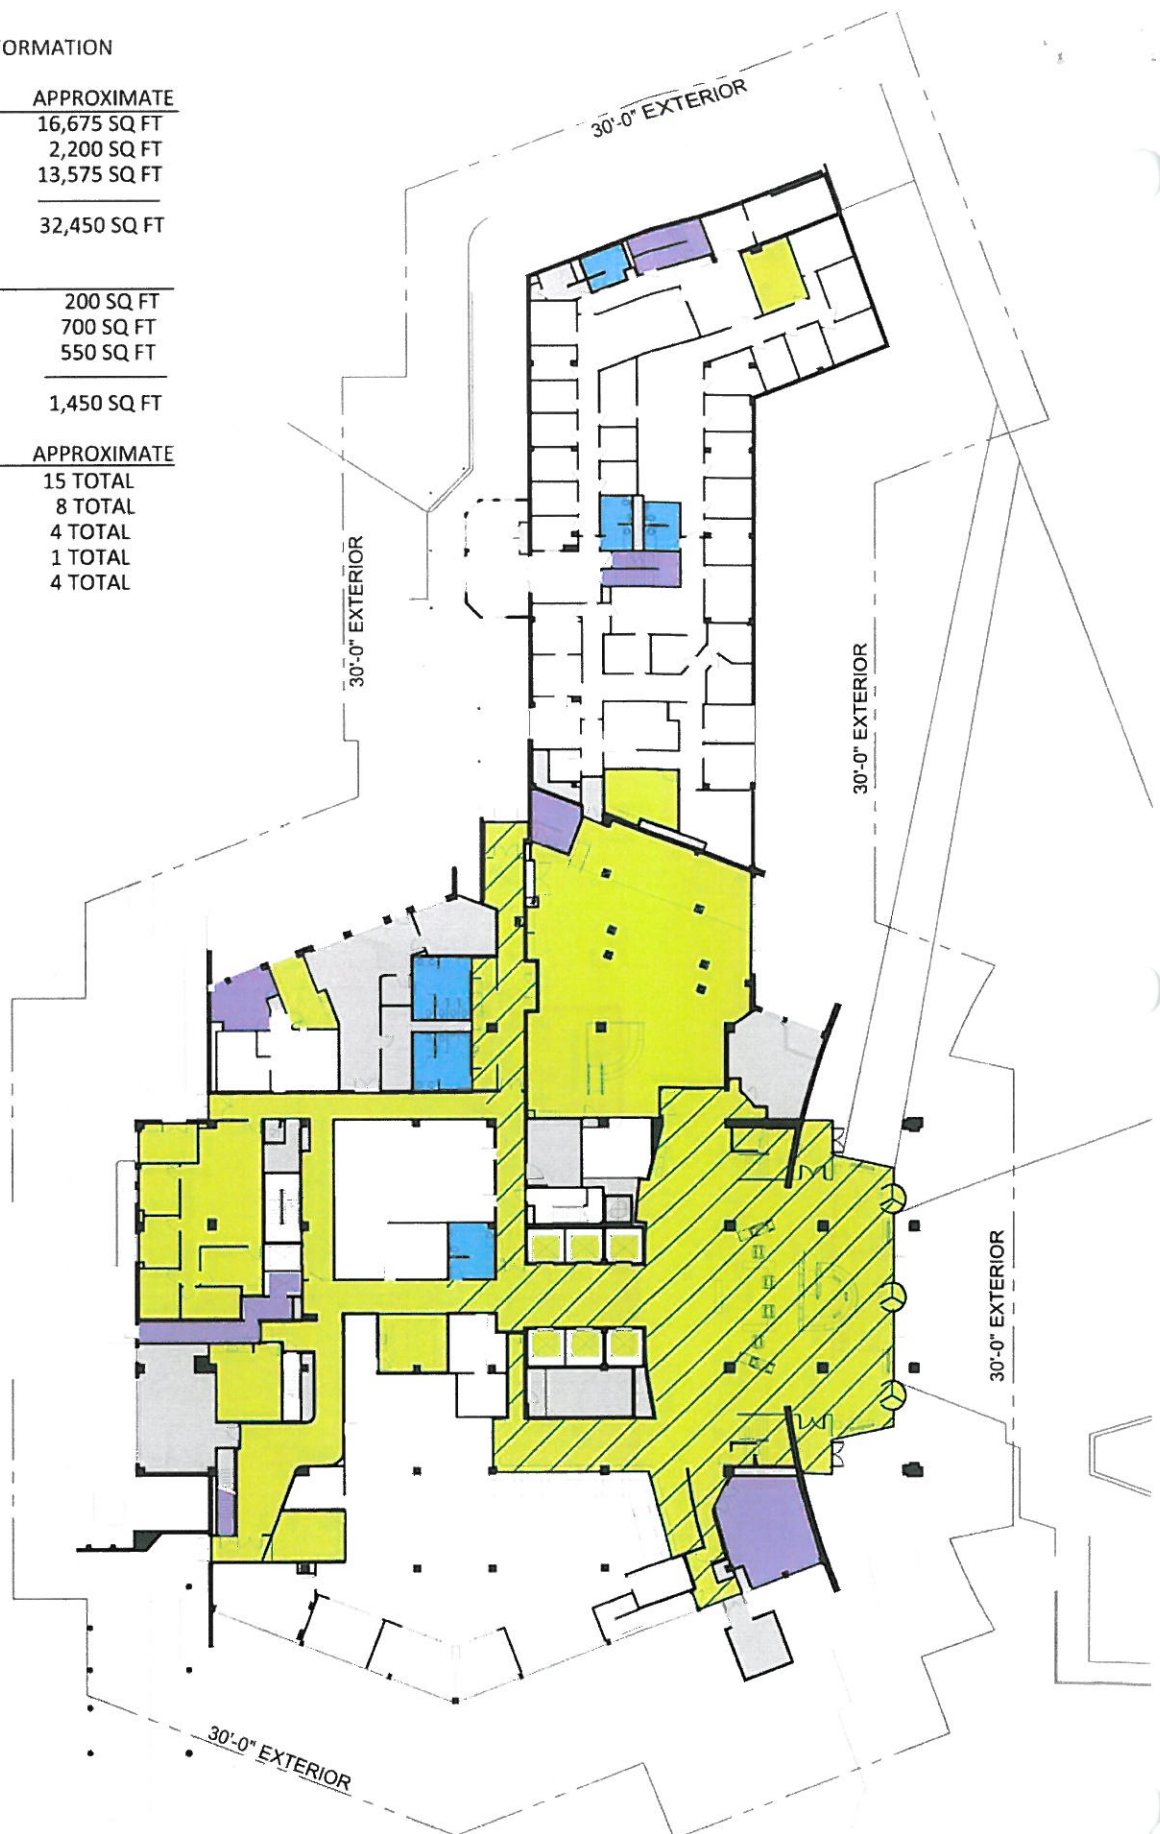 ORMATION
APPROXIMATE
16,675 SQ FT
2,200 SQ FT
13,575 SQ FT
32,450 SQ FT
200 SQ FT
700 SQ FT
550 SQ FT
1,450 SQ FT
APPROXIMATE
15 TOTAL
8 TOTAL
4 TOTAL
1 TOTAL
4 TOTAL
30'-0" EXTERIOR
30'-0" EXTERIOR
30'-0" EXTERIOR
30'-0" EXTERIOR
30'-0" EXTERIOR